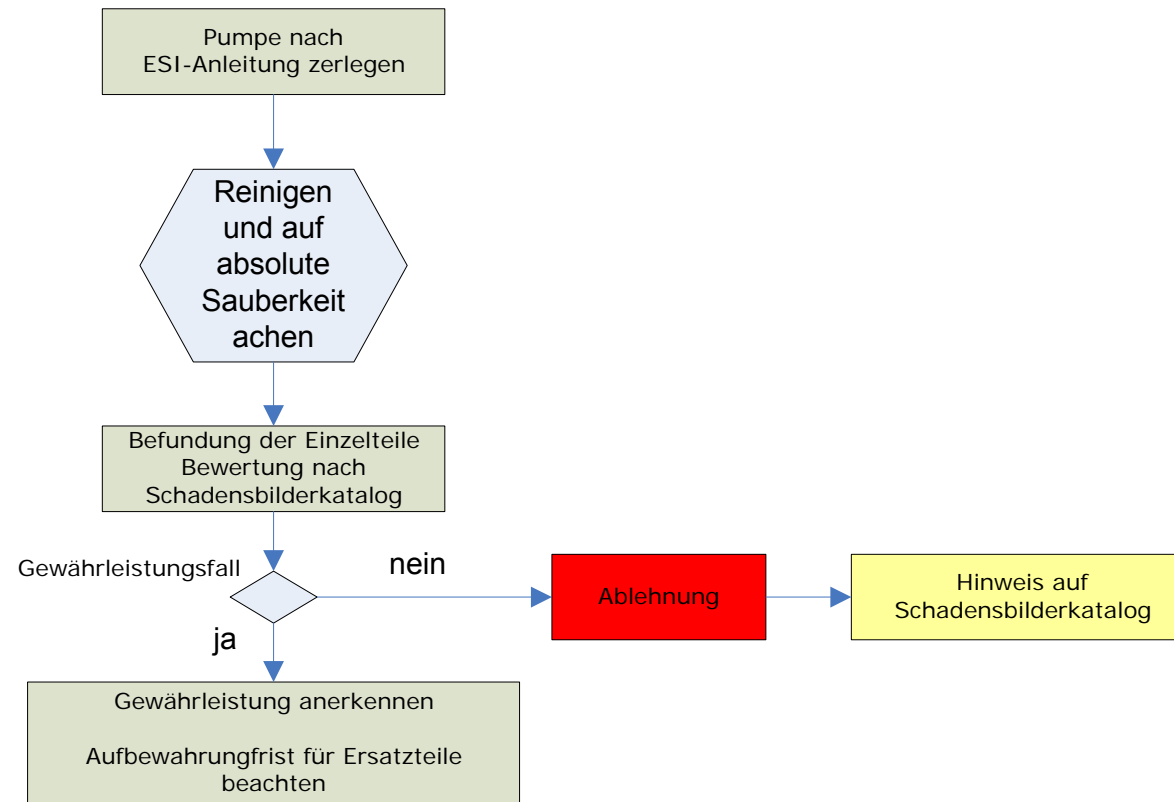 Pumpe nach
ESI-Anleitung zerlegen
Reinigen
und auf
absolute
Sauberkeit
achen
Befundung der Einzelteile
Bewertung nach
Schadensbilderkatalog
Gewährleistungsfall
nein
Ablehnung
Hinweis auf
Schadensbilderkatalog
ja
Gewährleistung anerkennen
Aufbewahrungfrist für Ersatzteile
beachten